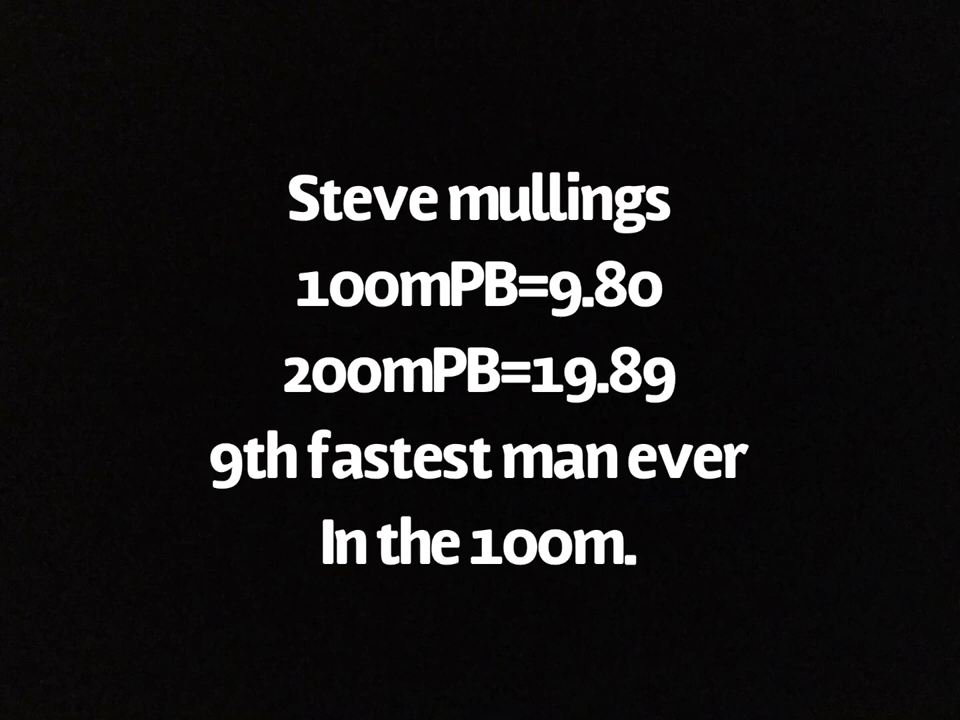 Steve mullings
100mPB=9.80
200mPB=19.89
9th fastest man ever
In the 100m.